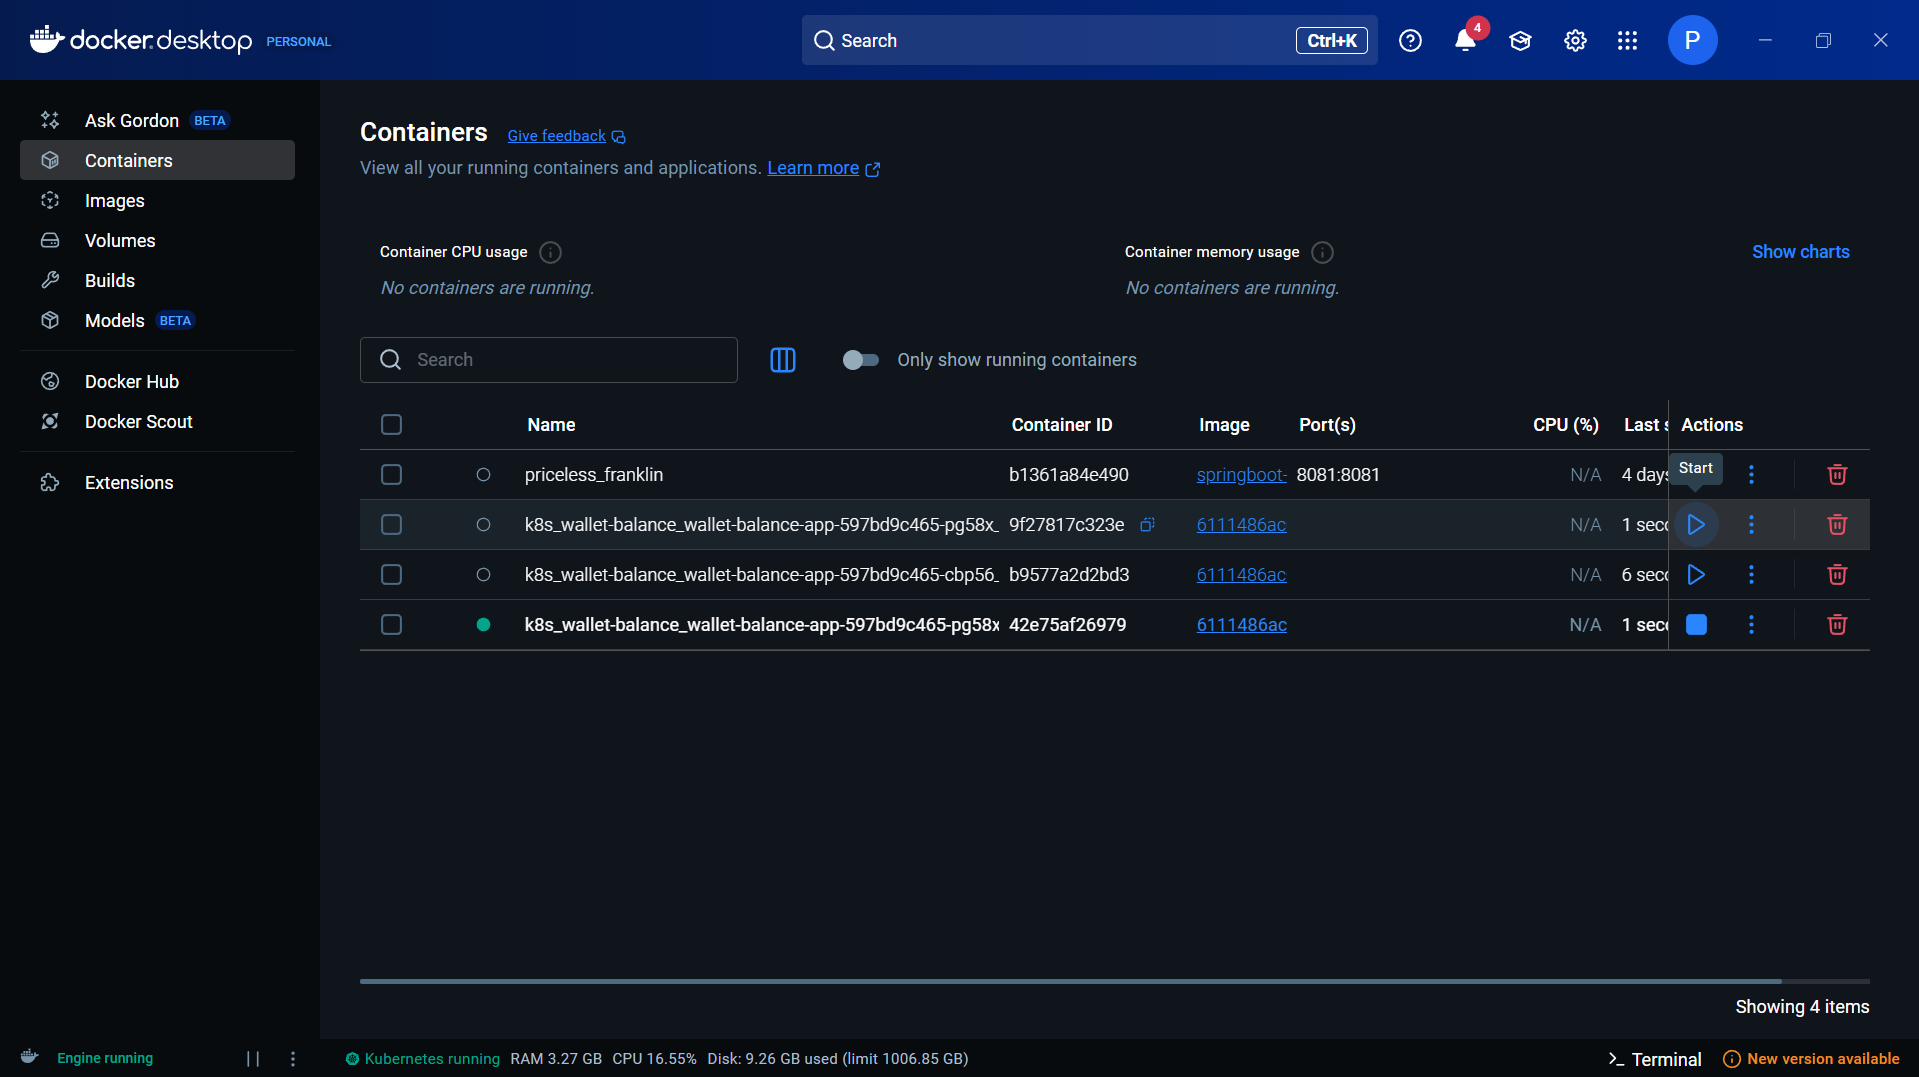 docker.desktop PERSONAL
Search Ctrl+K
4
P
Ask Gordon BETA
Containers
Images
Volumes
Builds
Models BETA
Docker Hub
Docker Scout
Extensions
Containers Give feedback
View all your running containers and applications. Learn more
Container CPU usage
No containers are running.
Container memory usage
No containers are running.
Show charts
Search
Only show running containers
Name Container ID Image Port(s) CPU (%) Last s Actions
priceless_franklin b1361a84e490 springboot- 8081:8081 N/A 4 days
Start
k8s_wallet-balance_wallet-balance-app-597bd9c465-pg58x_ 9f27817c323e 6111486ac N/A 1 seco
k8s_wallet-balance_wallet-balance-app-597bd9c465-cbp56_ b9577a2d2bd3 6111486ac N/A 6 seco
k8s_wallet-balance_wallet-balance-app-597bd9c465-pg58x 42e75af26979 6111486ac N/A 1 seco
Showing 4 items
Engine running
Kubernetes running RAM 3.27 GB CPU 16.55% Disk: 9.26 GB used (limit 1006.85 GB)
>_ Terminal
New version available